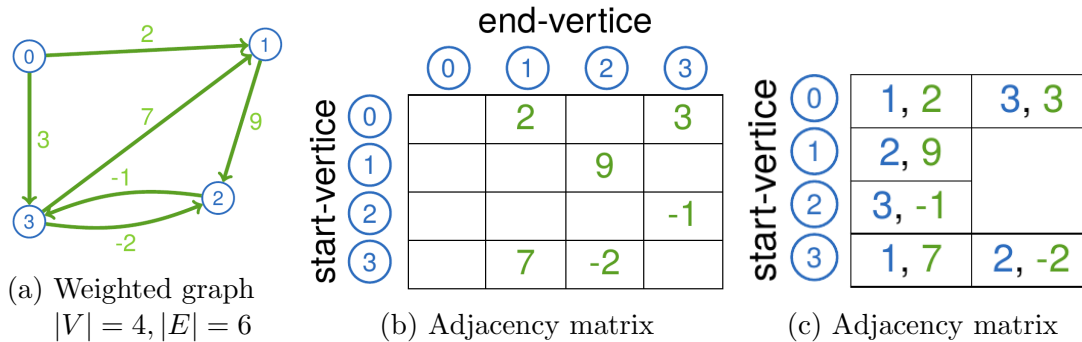 0
2
1
3
7
9
-1
2
3
-2
(a) Weighted graph
|V| = 4, |E| = 6
end-vertice
0 1 2 3
start-vertice
0 2 3
1 9
2 -1
3 7 -2
(b) Adjacency matrix
start-vertice
0 1, 2 3, 3
1 2, 9
2 3, -1
3 1, 7 2, -2
(c) Adjacency matrix